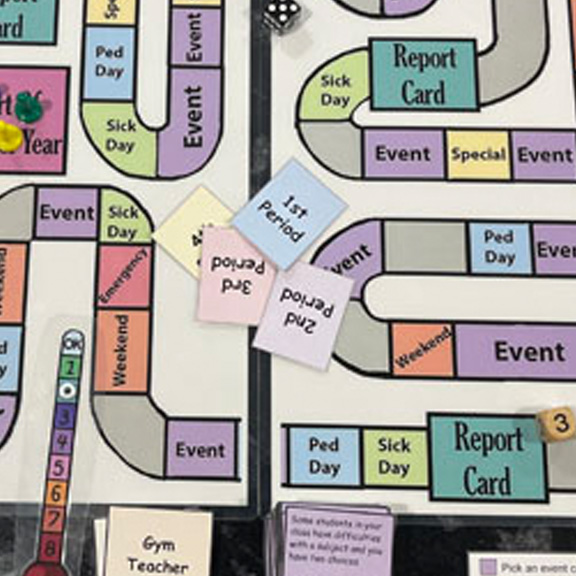 Ped
Day
Event
Event
Sick
Day
Year
Report
Card
Sick
Day
Event
Special
Event
Event
Sick
Day
Emergency
Weekend
1st
Period
3rd
Period
2nd
Period
Ped
Day
Weekend
Event
OK
3
4
5
6
7
8
Event
Ped
Day
Sick
Day
Report
Card
3
Gym
Teacher
Some students in your
class have difficulties
with a subject and you
have two choices
Pick an event c